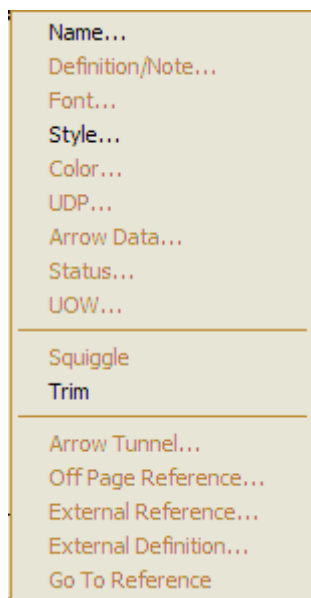 Name...
Definition/Note...
Font...
Style...
Color...
UDP...
Arrow Data...
Status...
UOW...
Squiggle
Trim
Arrow Tunnel...
Off Page Reference...
External Reference...
External Definition...
Go To Reference